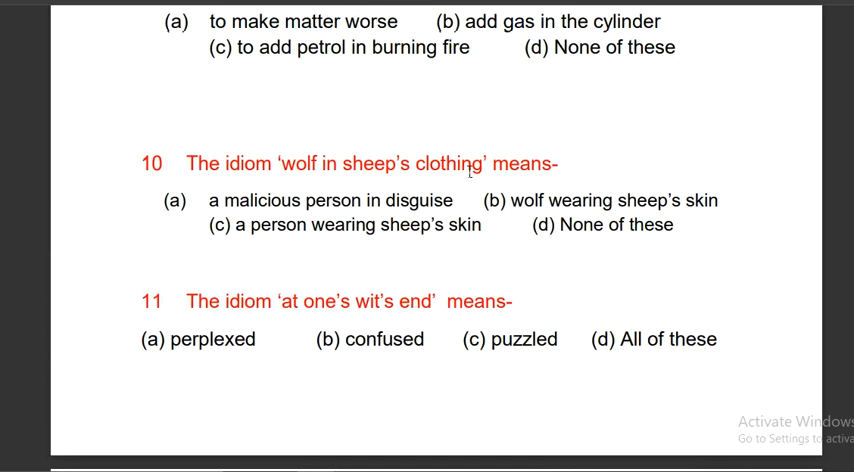 (a) to make matter worse (b) add gas in the cylinder
(c) to add petrol in burning fire (d) None of these
10 The idiom ‘wolf in sheep’s clothing’ means-
(a) a malicious person in disguise (b) wolf wearing sheep’s skin
(c) a person wearing sheep’s skin (d) None of these
11 The idiom ‘at one’s wit’s end’ means-
(a) perplexed (b) confused (c) puzzled (d) All of these
Activate Windows
Go to Settings to activa